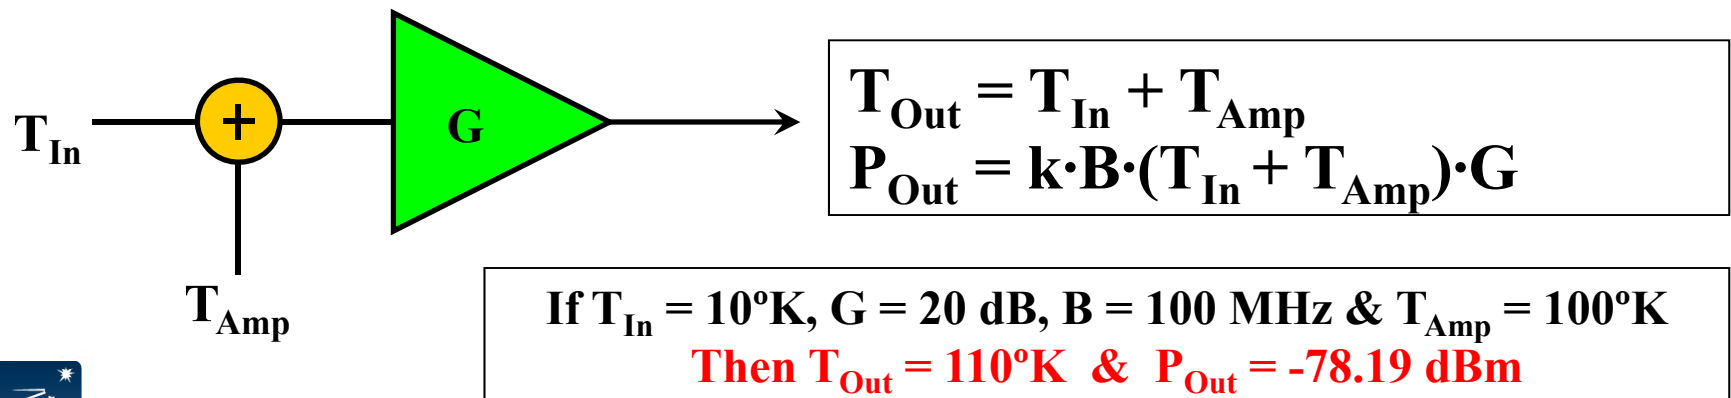 T_In
+
G
T_Amp
T_Out = T_In + T_Amp
P_Out = k·B·(T_In + T_Amp)·G
If T_In = 10ºK, G = 20 dB, B = 100 MHz & T_Amp = 100ºK
Then T_Out = 110ºK & P_Out = -78.19 dBm